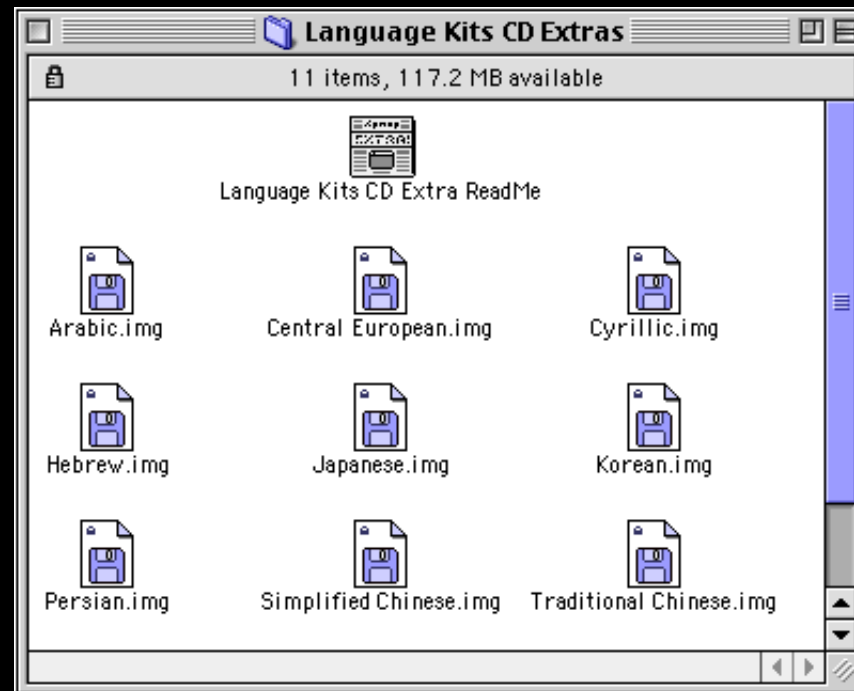 Language Kits CD Extras
11 items, 117.2 MB available
EXTRA!
Language Kits CD Extra ReadMe
Arabic.img
Central European.img
Cyrillic.img
Hebrew.img
Japanese.img
Korean.img
Persian.img
Simplified Chinese.img
Traditional Chinese.img